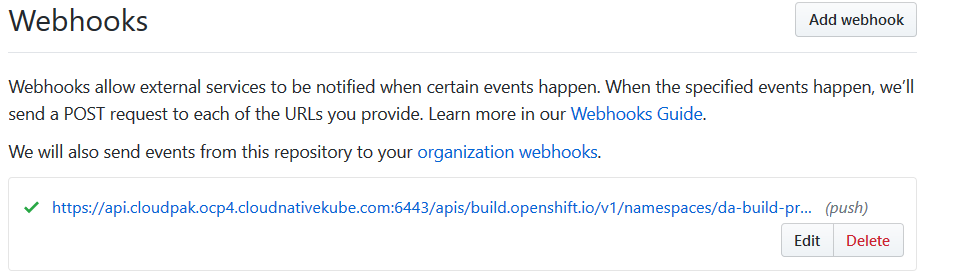 Webhooks
Add webhook
Webhooks allow external services to be notified when certain events happen. When the specified events happen, we’ll
send a POST request to each of the URLs you provide. Learn more in our Webhooks Guide.
We will also send events from this repository to your organization webhooks.
https://api.cloudpak.ocp4.cloudnativekube.com:6443/apis/build.openshift.io/v1/namespaces/da-build-pr... (push)
Edit Delete